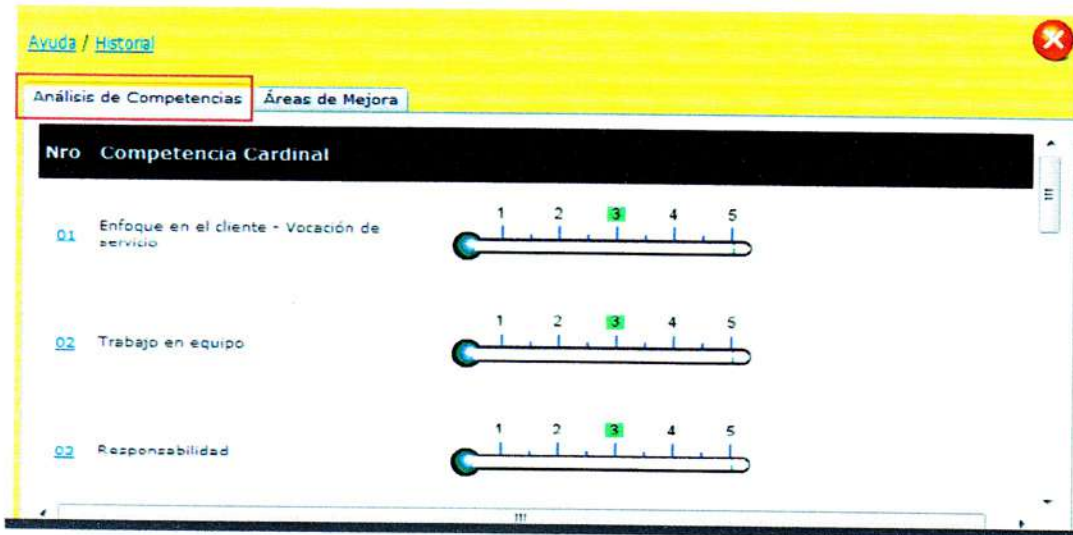 Ayuda / Historial
Análisis de Competencias Áreas de Mejora
Nro Competencia Cardinal
1 2 3 4 5
01 Enfoque en el cliente - Vocación de
servicio
1 2 3 4 5
02 Trabajo en equipo
1 2 3 4 5
03 Responsabilidad